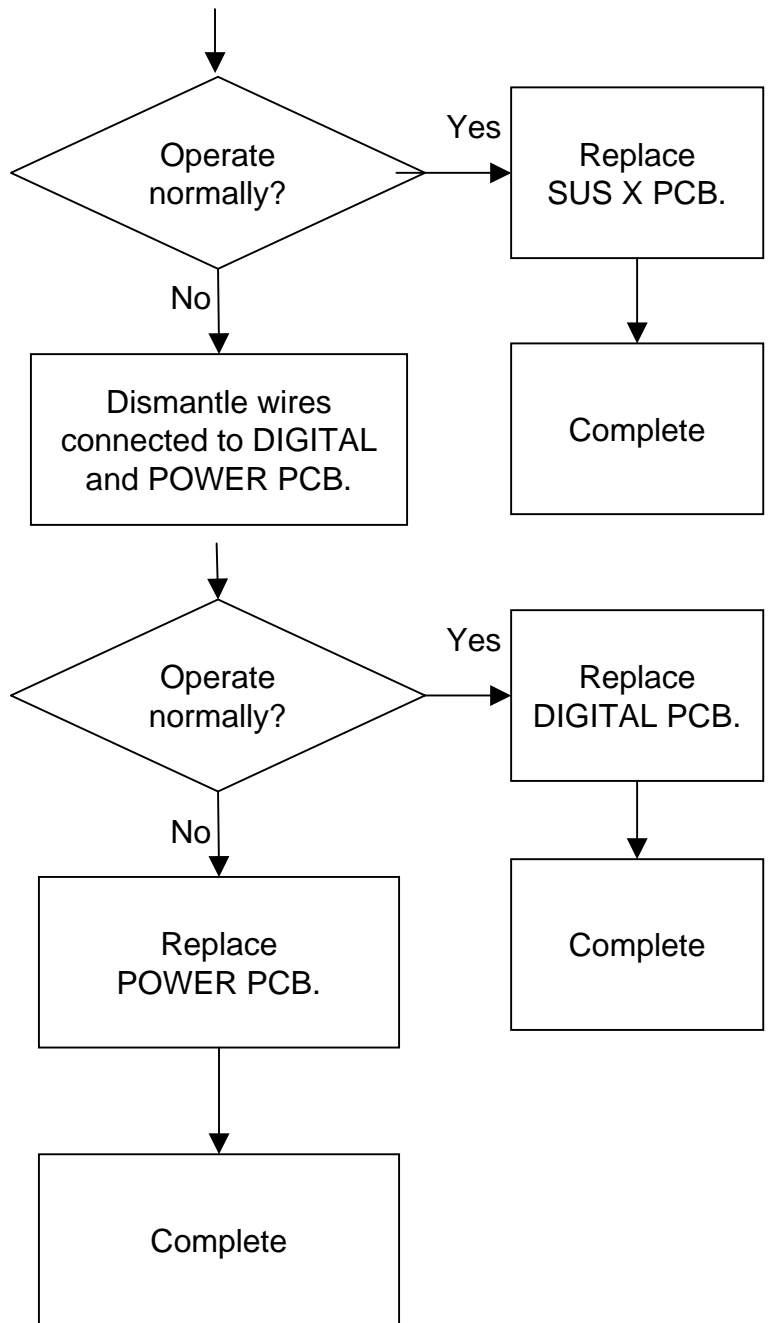 Operate
normally?
Yes
Replace
SUS X PCB.
No
Complete
Dismantle wires
connected to DIGITAL
and POWER PCB.
Operate
normally?
Yes
Replace
DIGITAL PCB.
No
Complete
Replace
POWER PCB.
Complete